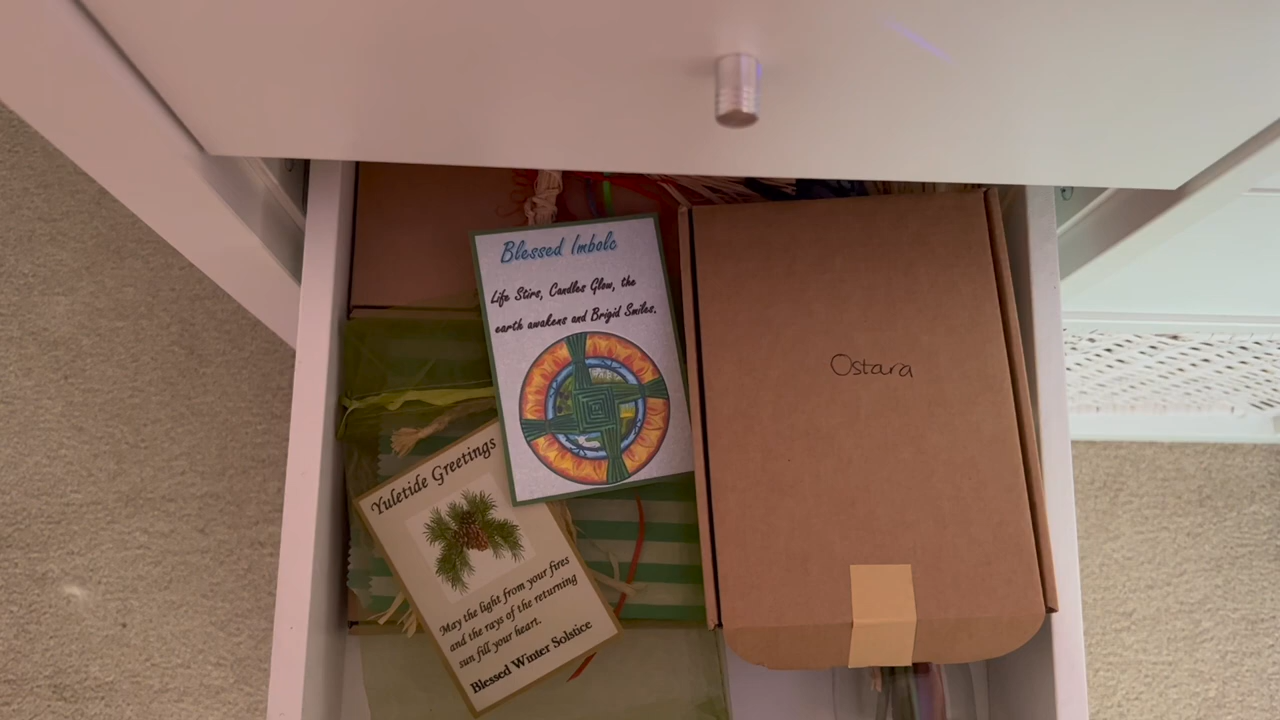 Blessed Imbolc
Life Stirs, Candles Glow, the
earth awakens and Brigid Smiles.
Ostara
Yuletide Greetings
May the light from your fires
and the rays of the returning
sun fill your heart.
Blessed Winter Solstice